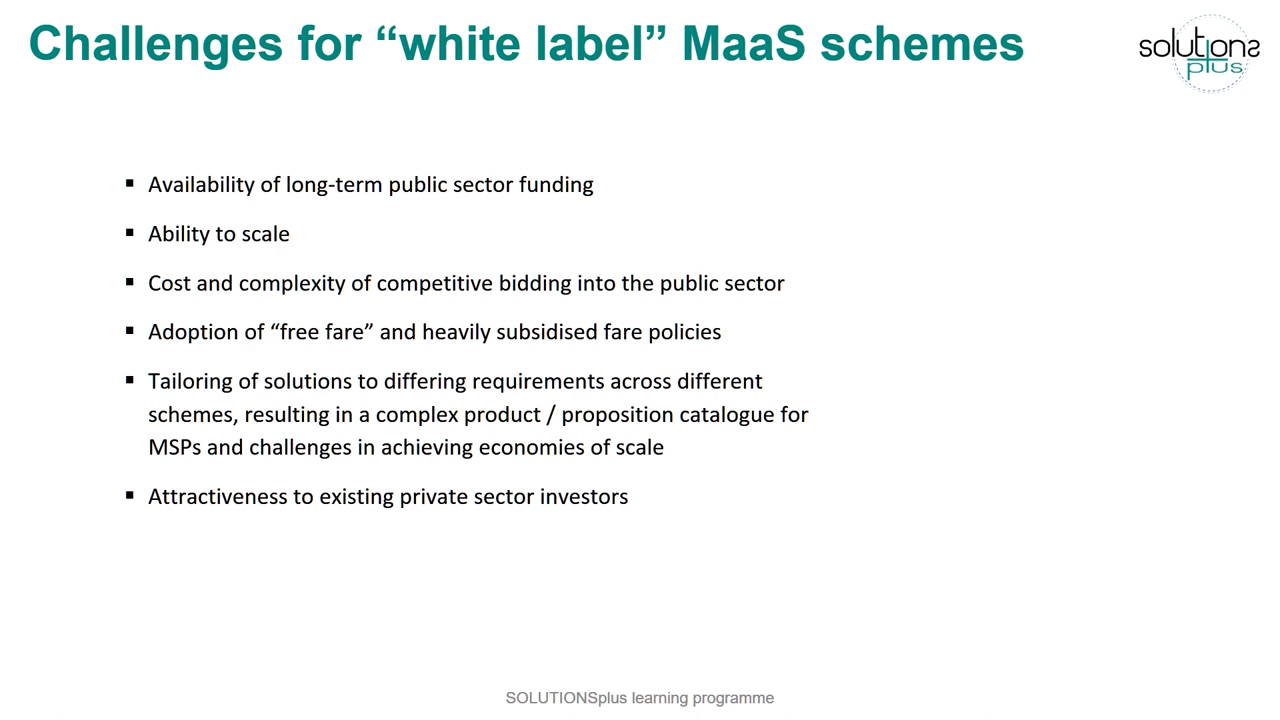 Challenges for “white label” MaaS schemes
solutions
plus
▪ Availability of long-term public sector funding
▪ Ability to scale
▪ Cost and complexity of competitive bidding into the public sector
▪ Adoption of “free fare” and heavily subsidised fare policies
▪ Tailoring of solutions to differing requirements across different
schemes, resulting in a complex product / proposition catalogue for
MSPs and challenges in achieving economies of scale
▪ Attractiveness to existing private sector investors
SOLUTIONSplus learning programme